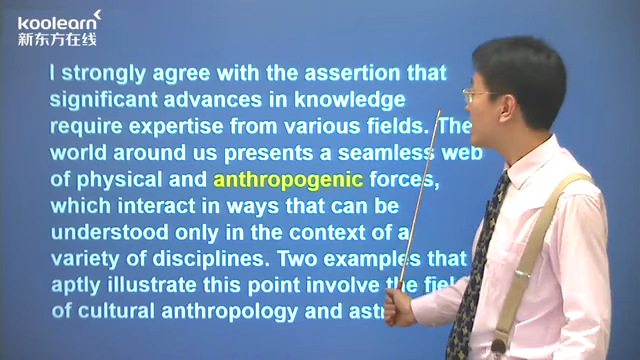 koolearn
新东方在线
I strongly agree with the assertion that
significant advances in knowledge
require expertise from various fields. The
world around us presents a seamless web
of physical and anthropogenic forces,
which interact in ways that can be
understood only in the context of a
variety of disciplines. Two examples that
aptly illustrate this point involve the
of cultural anthropology and